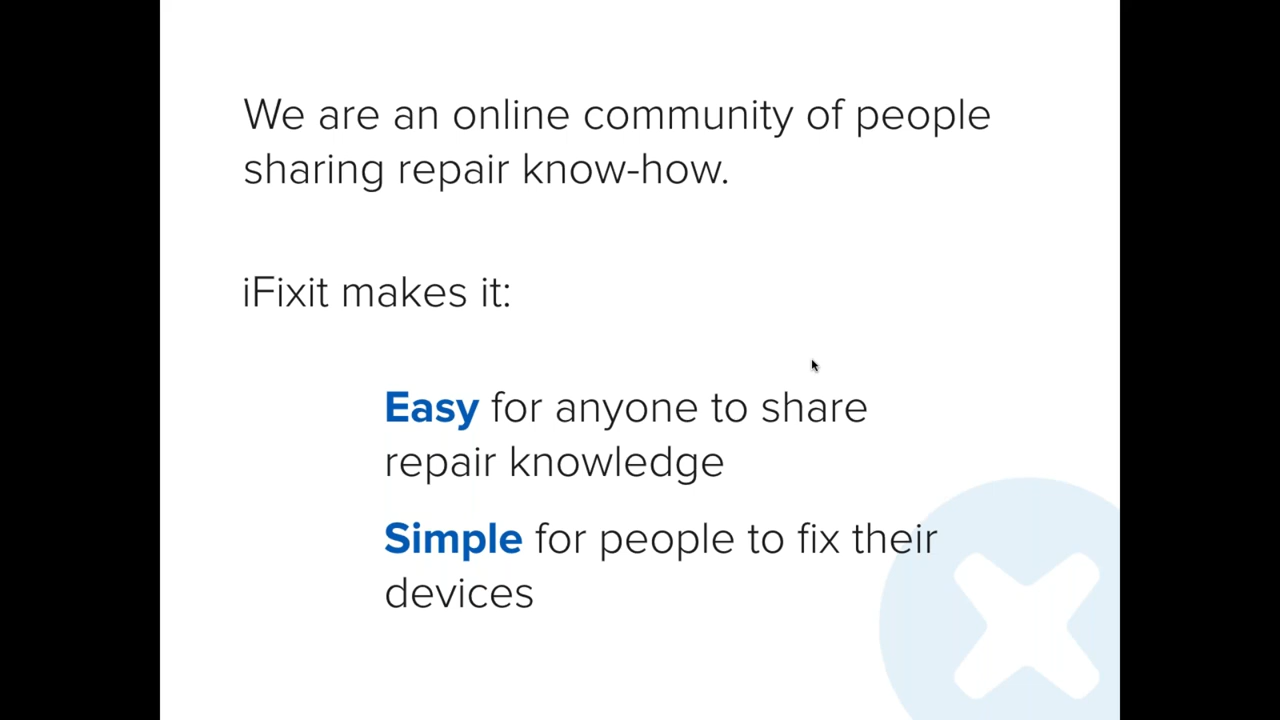 We are an online community of people
sharing repair know-how.
iFixit makes it:
Easy for anyone to share
repair knowledge
Simple for people to fix their
devices